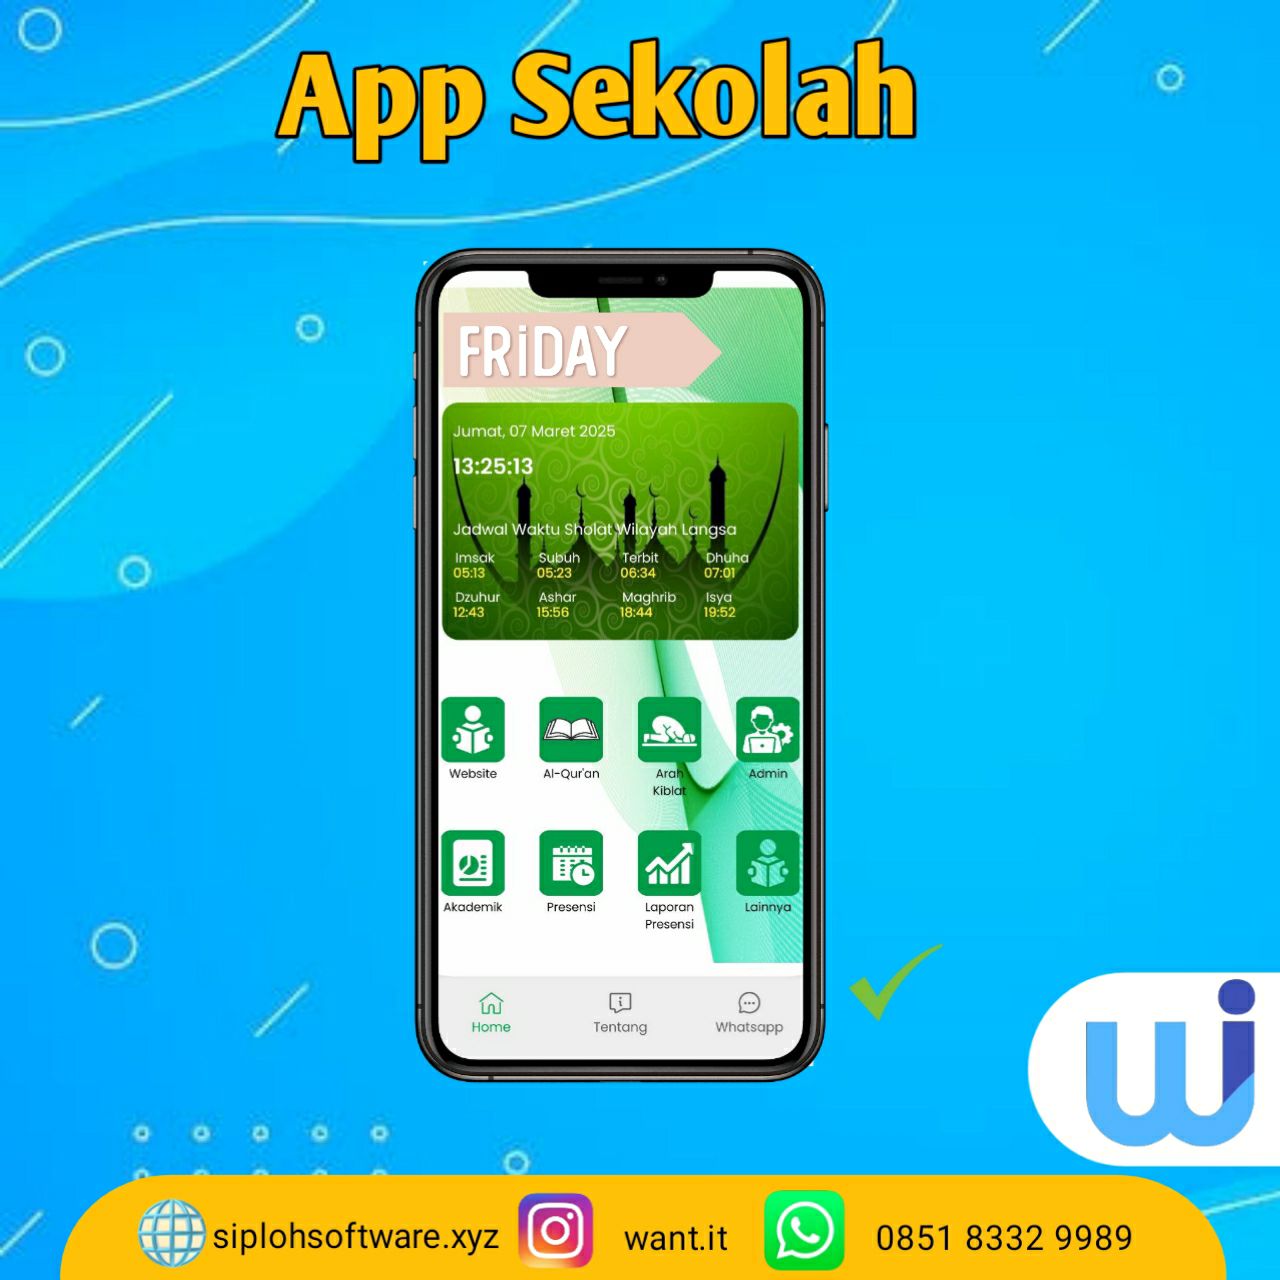 App Sekolah
FRiDAY
Jumat, 07 Maret 2025
13:25:13
Jadwal Waktu Sholat Wilayah Langsa
Imsak Subuh Terbit Dhuha
05:13 05:23 06:34 07:01
Dzuhur Ashar Maghrib Isya
12:43 15:56 18:44 19:52
Website Al-Qur'an Arah Kiblat Admin
Akademik Presensi Laporan Presensi Lainnya
Home Tentang Whatsapp
wi
siplohsoftware.xyz want.it 0851 8332 9989